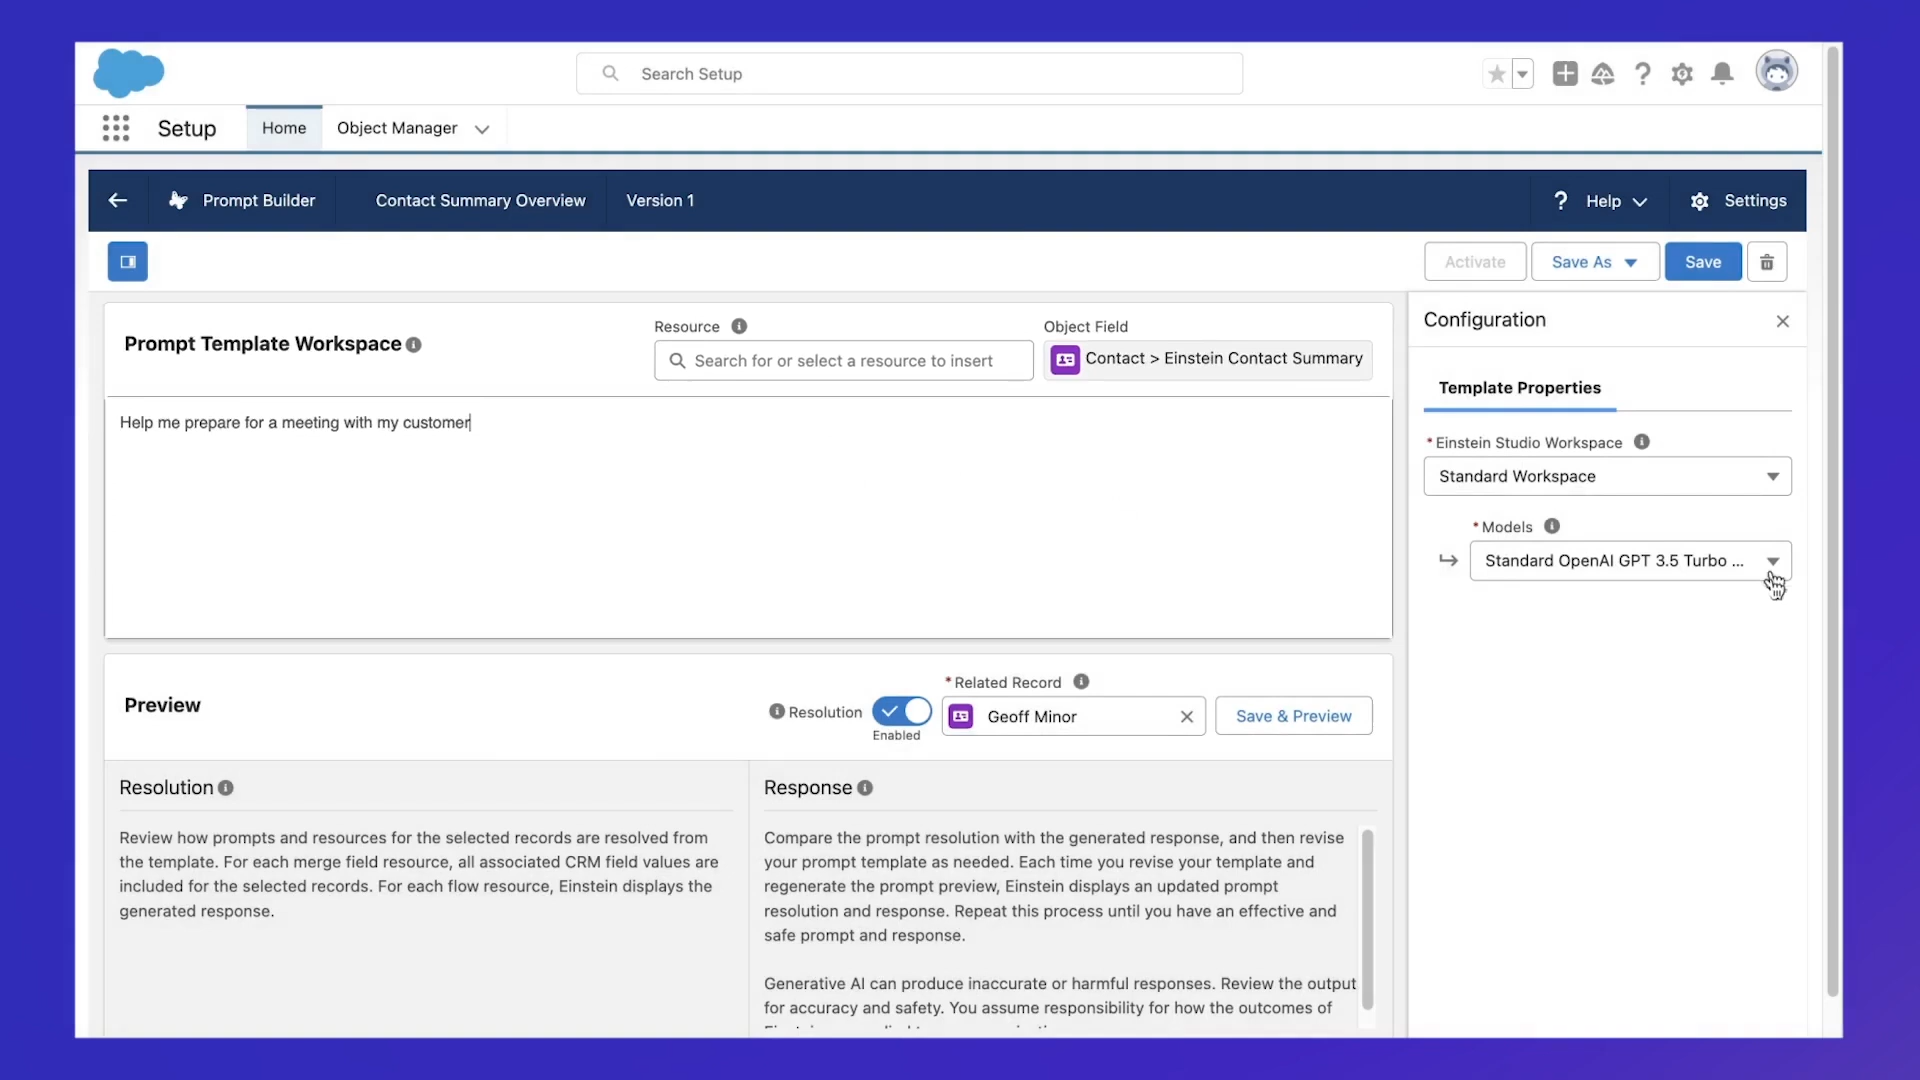 Search Setup
Setup
Home
Object Manager
Prompt Builder
Contact Summary Overview
Version 1
? Help
Settings
Activate
Save As
Save
Prompt Template Workspace
Resource
Search for or select a resource to insert
Object Field
Contact > Einstein Contact Summary
Help me prepare for a meeting with my customer
Configuration
Template Properties
* Einstein Studio Workspace
Standard Workspace
* Models
Standard OpenAI GPT 3.5 Turbo ...
Preview
Resolution
Enabled
* Related Record
Geoff Minor
Save & Preview
Resolution
Review how prompts and resources for the selected records are resolved from
the template. For each merge field resource, all associated CRM field values are
included for the selected records. For each flow resource, Einstein displays the
generated response.
Response
Compare the prompt resolution with the generated response, and then revise
your prompt template as needed. Each time you revise your template and
regenerate the prompt preview, Einstein displays an updated prompt
resolution and response. Repeat this process until you have an effective and
safe prompt and response.
Generative AI can produce inaccurate or harmful responses. Review the output
for accuracy and safety. You assume responsibility for how the outcomes of